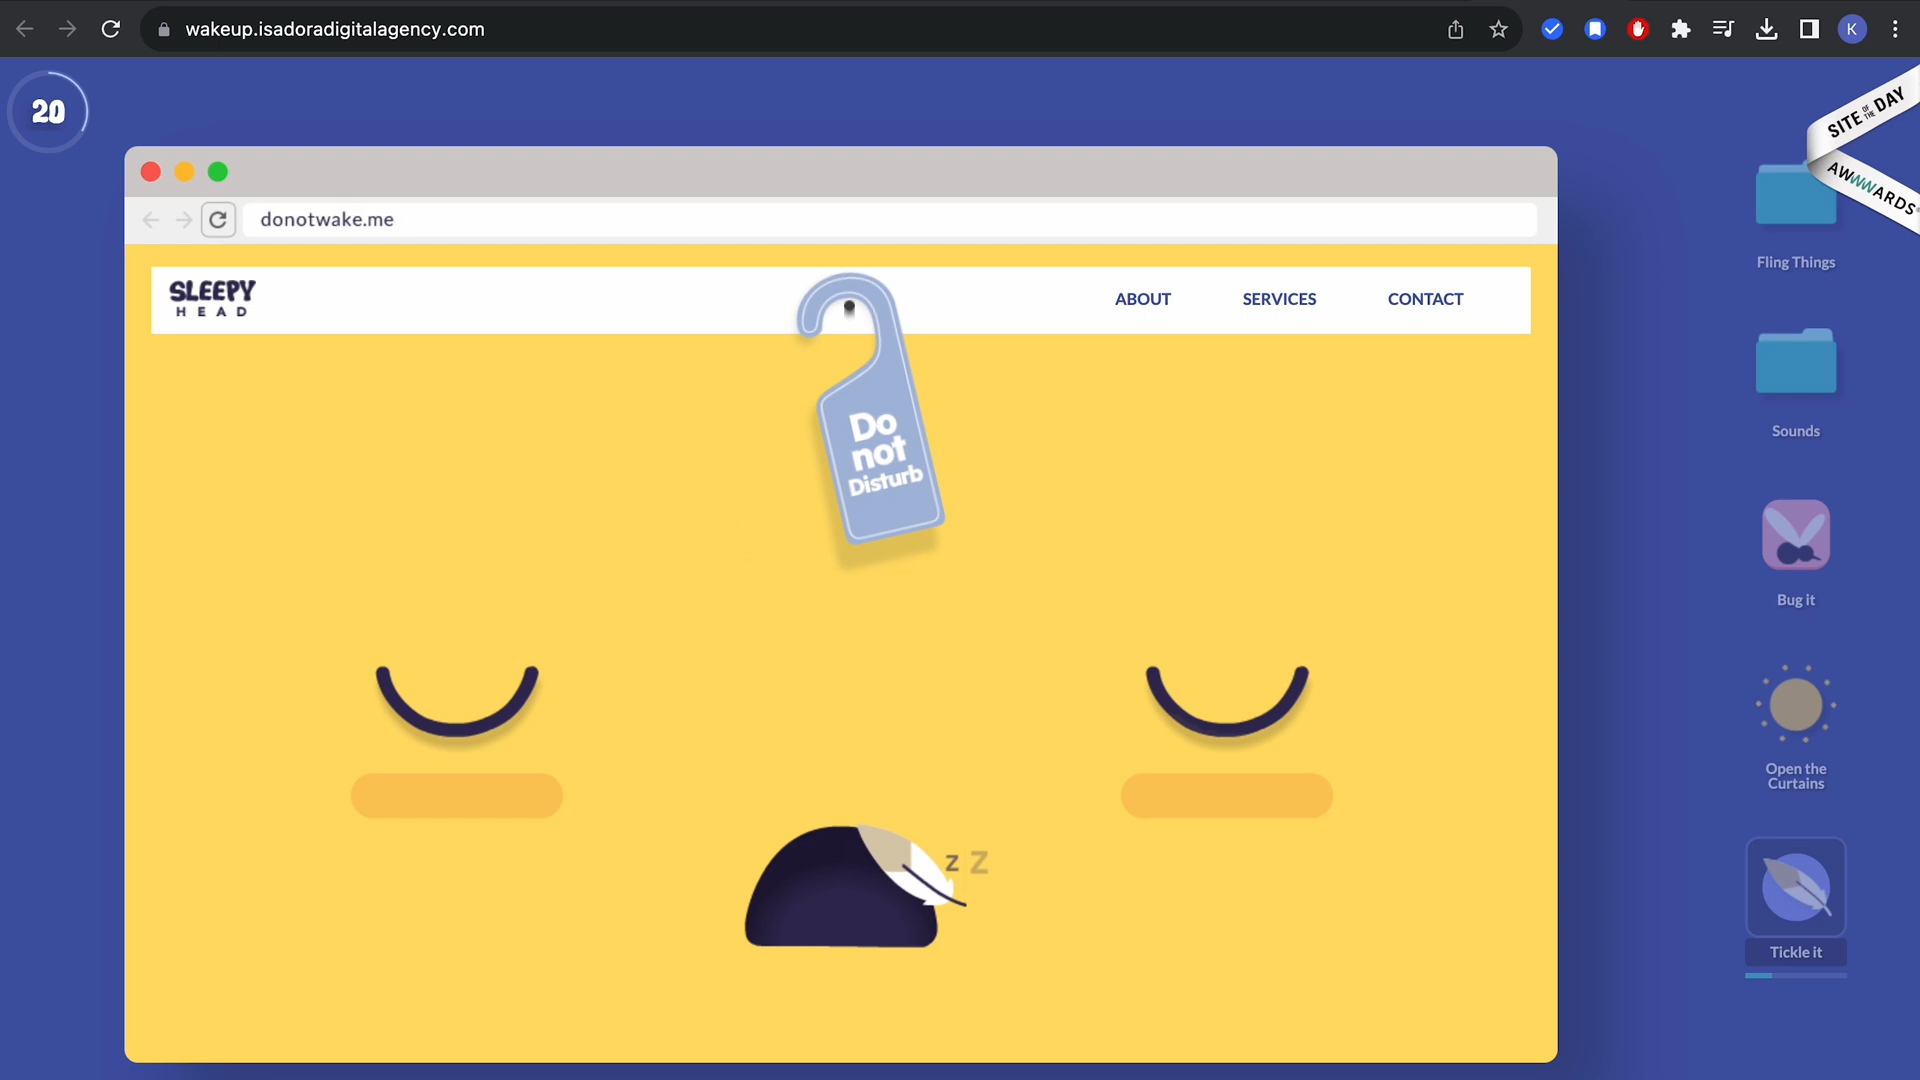 wakeup.isadoradigitalagency.com
K
20
SITE OF THE DAY
AWWWARDS
donotwake.me
SLEEPY
HEAD
ABOUT
SERVICES
CONTACT
Do
not
Disturb
z Z
Fling Things
Sounds
Bug it
Open the
Curtains
Tickle it